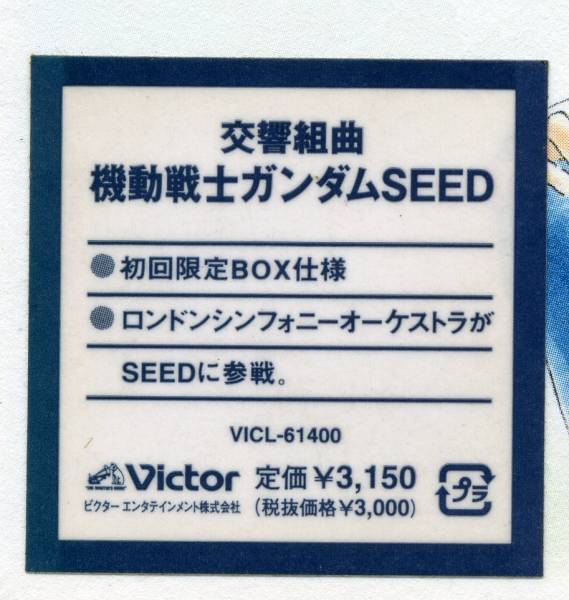 交響組曲
機動戦士ガンダムSEED
●初回限定BOX仕様
●ロンドンシンフォニーオーケストラが
SEEDに参戦。
VICL-61400
Victor 定価¥3,150
ビクターエンタテインメント株式会社 (税抜価格¥3,000)
プラ